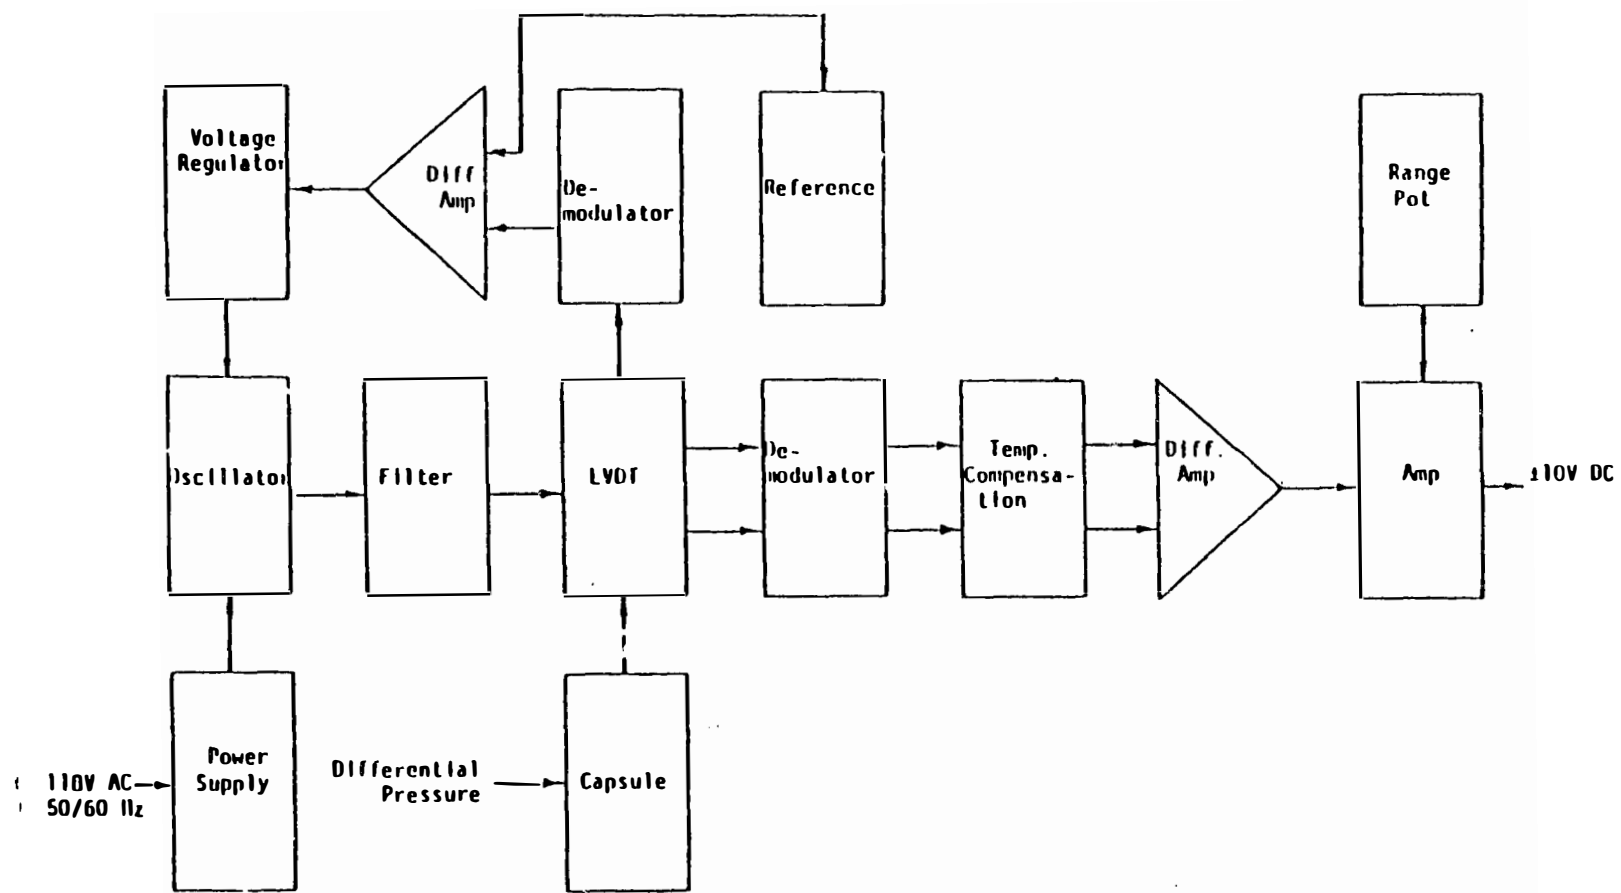 Voltage
Regulator
Diff
Amp
De-
modulator
Reference
Range
Pot
Oscillator
Filter
LVDT
De-
modulator
Temp.
Compensa-
tion
Diff.
Amp
Amp
±10V DC
Power
Supply
110V AC
50/60 Hz
Differential
Pressure
Capsule